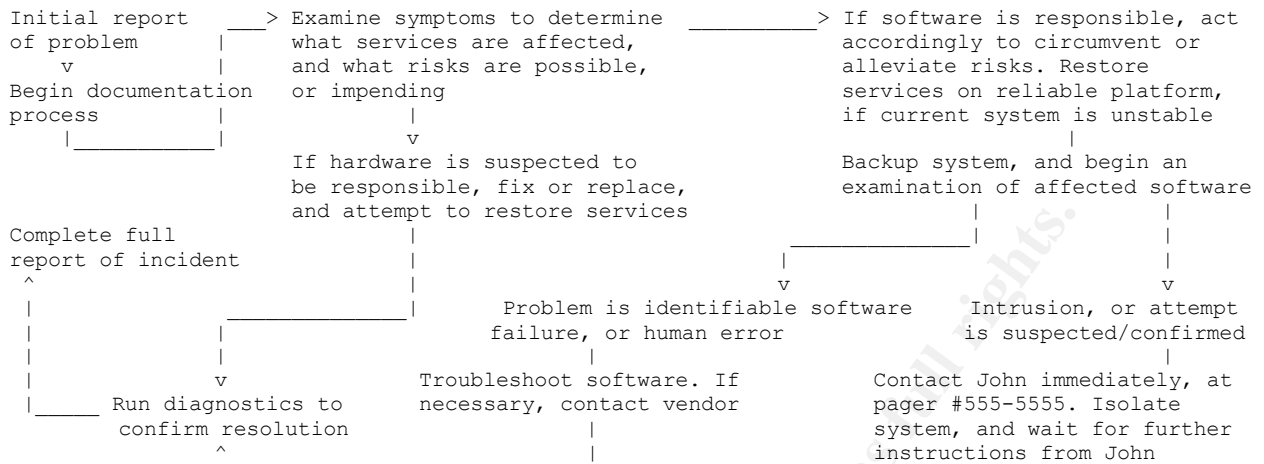 Initial report
of problem
Begin documentation
process
Examine symptoms to determine
what services are affected,
and what risks are possible,
or impending
If software is responsible, act
accordingly to circumvent or
alleviate risks. Restore
services on reliable platform,
if current system is unstable
If hardware is suspected to
be responsible, fix or replace,
and attempt to restore services
Backup system, and begin an
examination of affected software
Complete full
report of incident
Problem is identifiable software
failure, or human error
Intrusion, or attempt
is suspected/confirmed
Run diagnostics to
confirm resolution
Troubleshoot software. If
necessary, contact vendor
Contact John immediately, at
pager #555-5555. Isolate
system, and wait for further
instructions from John
full rights.